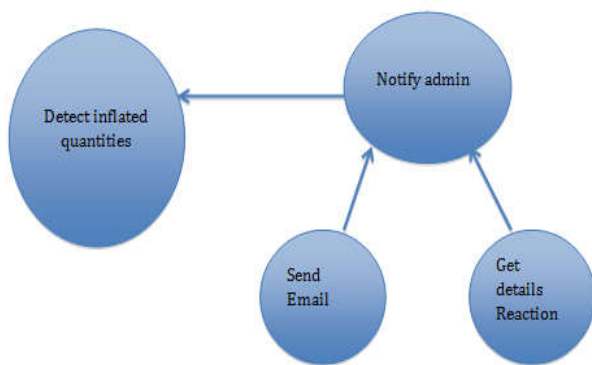 Detect inflated
quantities
Notify admin
Send
Email
Get
details
Reaction